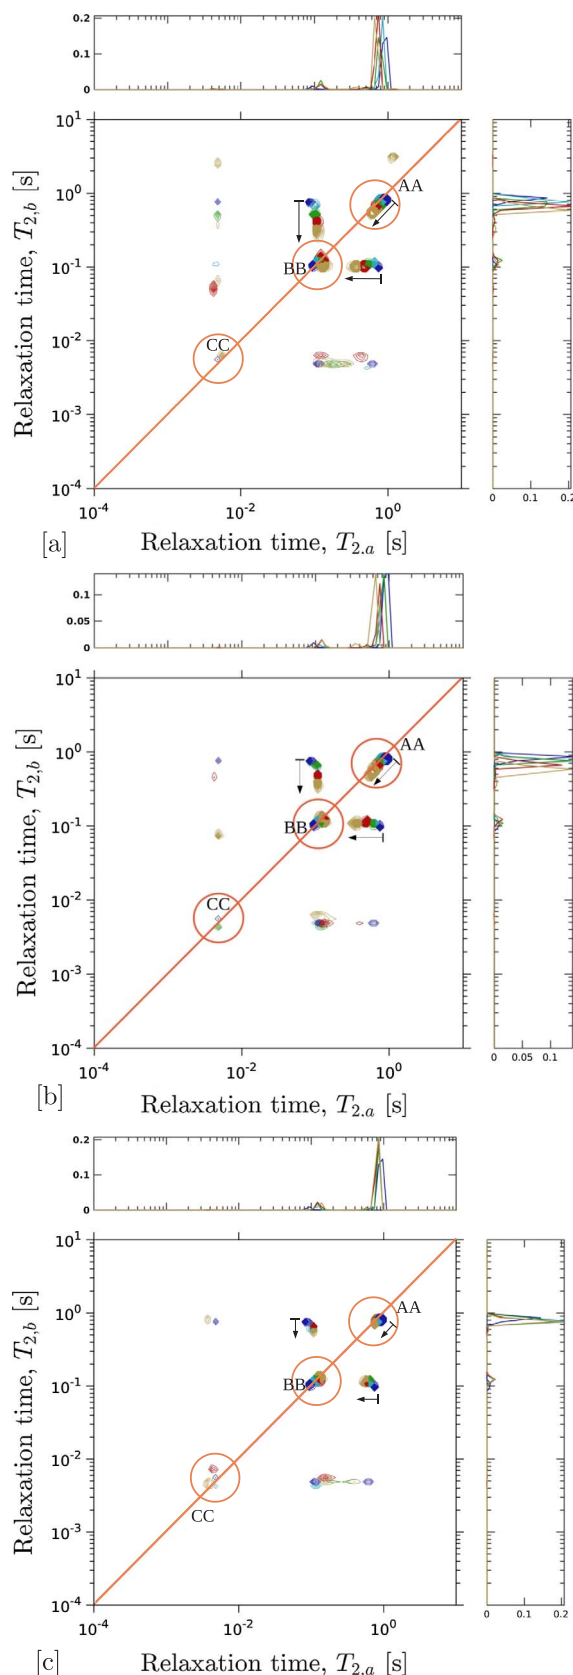 0.2
0.1
0
10^1
10^0
10^-1
10^-2
10^-3
10^-4
Relaxation time, T_{2,b} [s]
AA
BB
CC
10^-4
10^-2
10^0
0
0.1
0.2
[a]
Relaxation time, T_{2.a} [s]
0.1
0.05
0
10^1
10^0
10^-1
10^-2
10^-3
10^-4
Relaxation time, T_{2,b} [s]
AA
BB
CC
10^-4
10^-2
10^0
0
0.05
0.1
[b]
Relaxation time, T_{2.a} [s]
0.2
0.1
0
10^1
10^0
10^-1
10^-2
10^-3
10^-4
Relaxation time, T_{2,b} [s]
AA
BB
CC
10^-4
10^-2
10^0
0
0.1
0.2
[c]
Relaxation time, T_{2.a} [s]